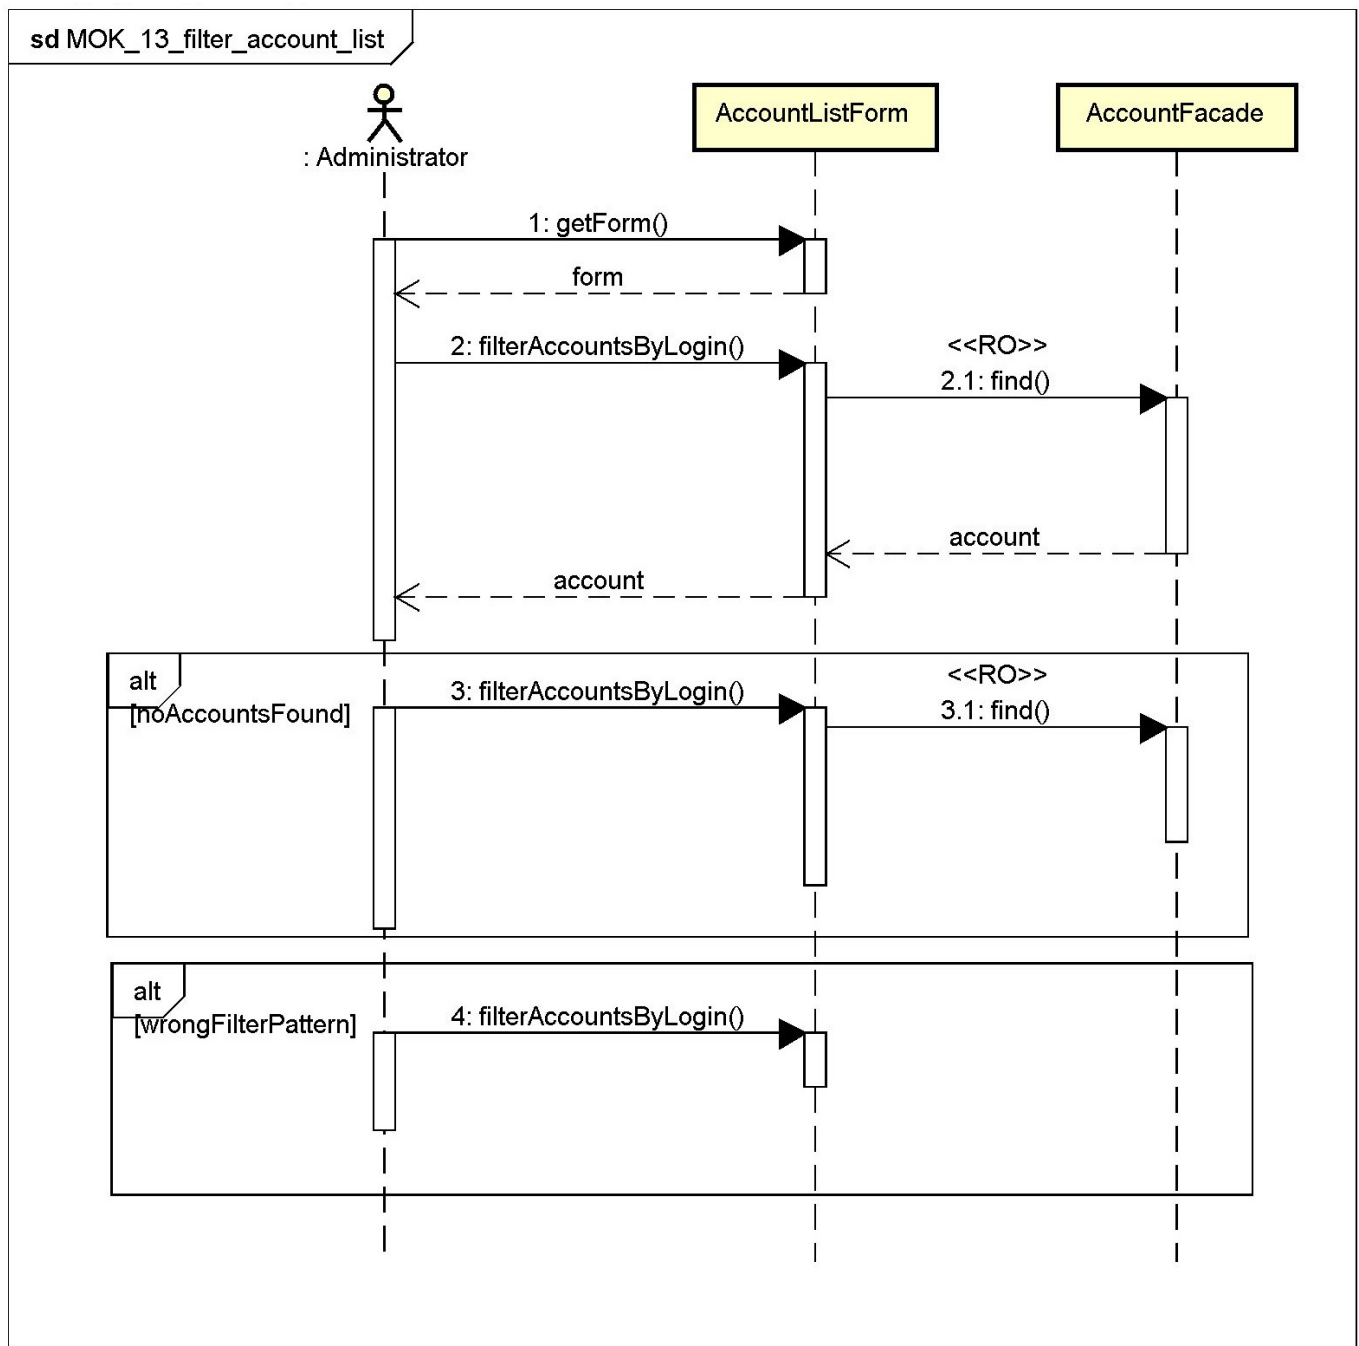 sd MOK_13_filter_account_list
: Administrator
AccountListForm
AccountFacade
1: getForm()
form
2: filterAccountsByLogin()
<<RO>>
2.1: find()
account
account
alt
[noAccountsFound]
3: filterAccountsByLogin()
<<RO>>
3.1: find()
alt
[wrongFilterPattern]
4: filterAccountsByLogin()